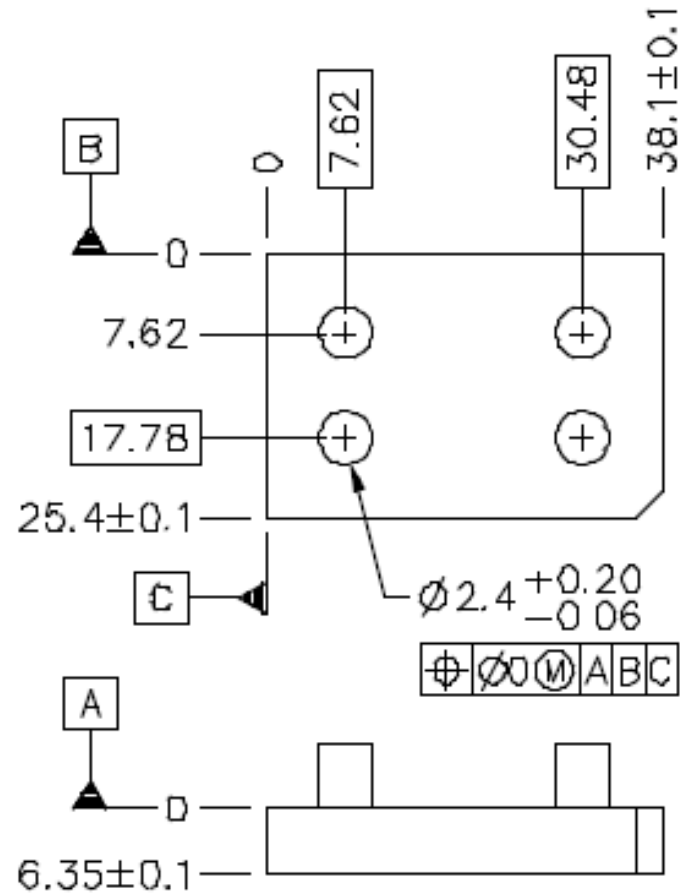 38.1±0.1
30.48
7.62
0
B
0
7.62
17.78
25.4±0.1
C
Ø2.4 +0.20
-0 06
⌖ Ø0 Ⓜ A B C
A
0
6.35±0.1